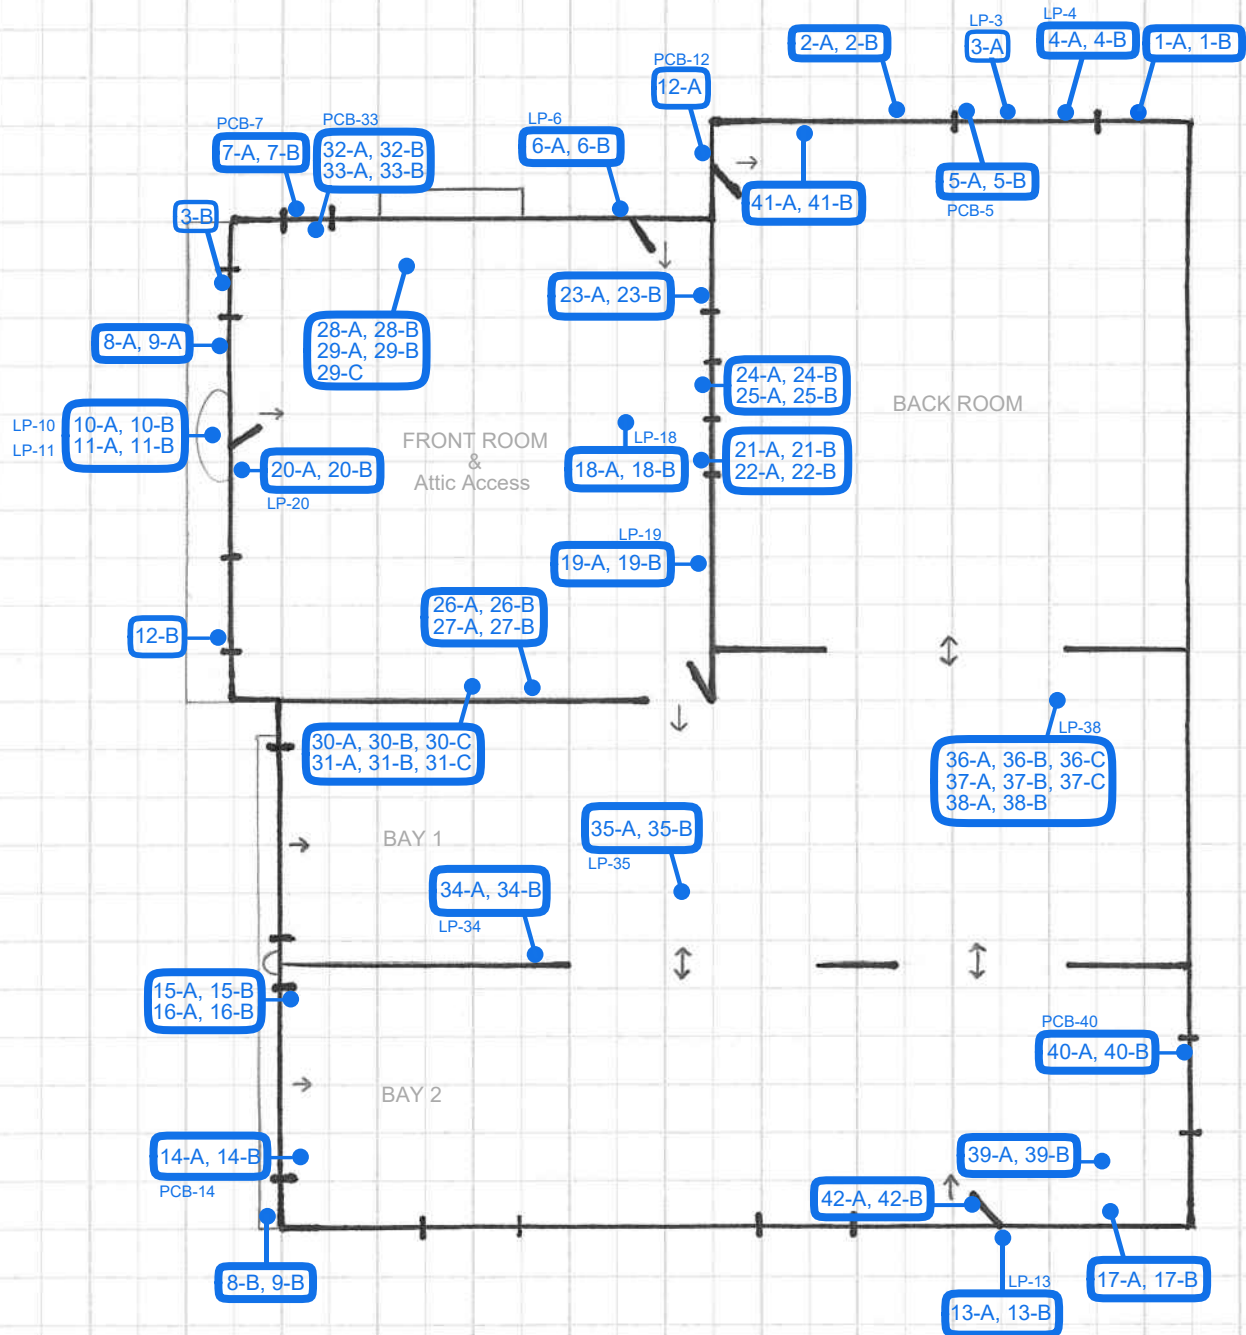 LP-3
LP-4
2-A, 2-B
3-A
4-A, 4-B
1-A, 1-B
PCB-12
12-A
PCB-7
7-A, 7-B
PCB-33
32-A, 32-B
33-A, 33-B
LP-6
6-A, 6-B
5-A, 5-B
PCB-5
41-A, 41-B
3-B
23-A, 23-B
8-A, 9-A
28-A, 28-B
29-A, 29-B
29-C
24-A, 24-B
25-A, 25-B
BACK ROOM
LP-10
LP-11
10-A, 10-B
11-A, 11-B
FRONT ROOM
&
Attic Access
LP-18
18-A, 18-B
21-A, 21-B
22-A, 22-B
20-A, 20-B
LP-20
LP-19
19-A, 19-B
26-A, 26-B
27-A, 27-B
12-B
30-A, 30-B, 30-C
31-A, 31-B, 31-C
LP-38
36-A, 36-B, 36-C
37-A, 37-B, 37-C
38-A, 38-B
BAY 1
35-A, 35-B
LP-35
34-A, 34-B
LP-34
15-A, 15-B
16-A, 16-B
PCB-40
40-A, 40-B
BAY 2
14-A, 14-B
PCB-14
39-A, 39-B
42-A, 42-B
8-B, 9-B
LP-13
13-A, 13-B
17-A, 17-B